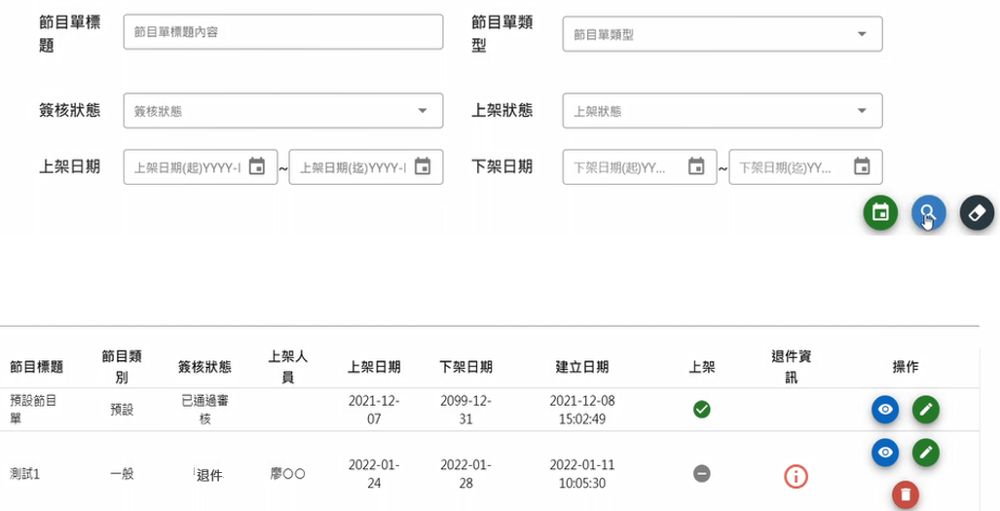 節目單標
題
節目單標題內容
節目單類
型
節目單類型
簽核狀態
簽核狀態
上架狀態
上架狀態
上架日期
上架日期(起)YYYY-
~
上架日期(迄)YYYY-
下架日期
下架日期(起)YY...
~
下架日期(迄)YY...
節目標題
節目類
別
簽核狀態
上架人
員
上架日期
下架日期
建立日期
上架
退件資
訊
操作
預設節目
單
預設
已通過審
核
2021-12-
07
2099-12-
31
2021-12-08
15:02:49
測試1
一般
退件
廖○○
2022-01-
24
2022-01-
28
2022-01-11
10:05:30